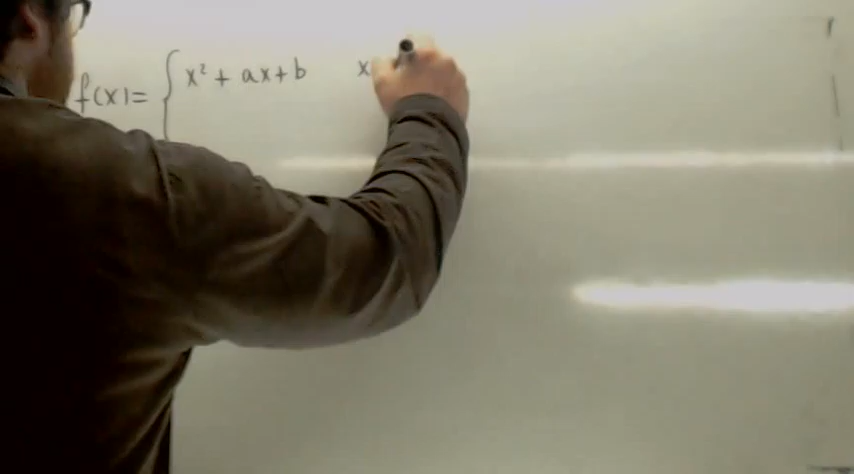 f(x) = { x² + ax + b x